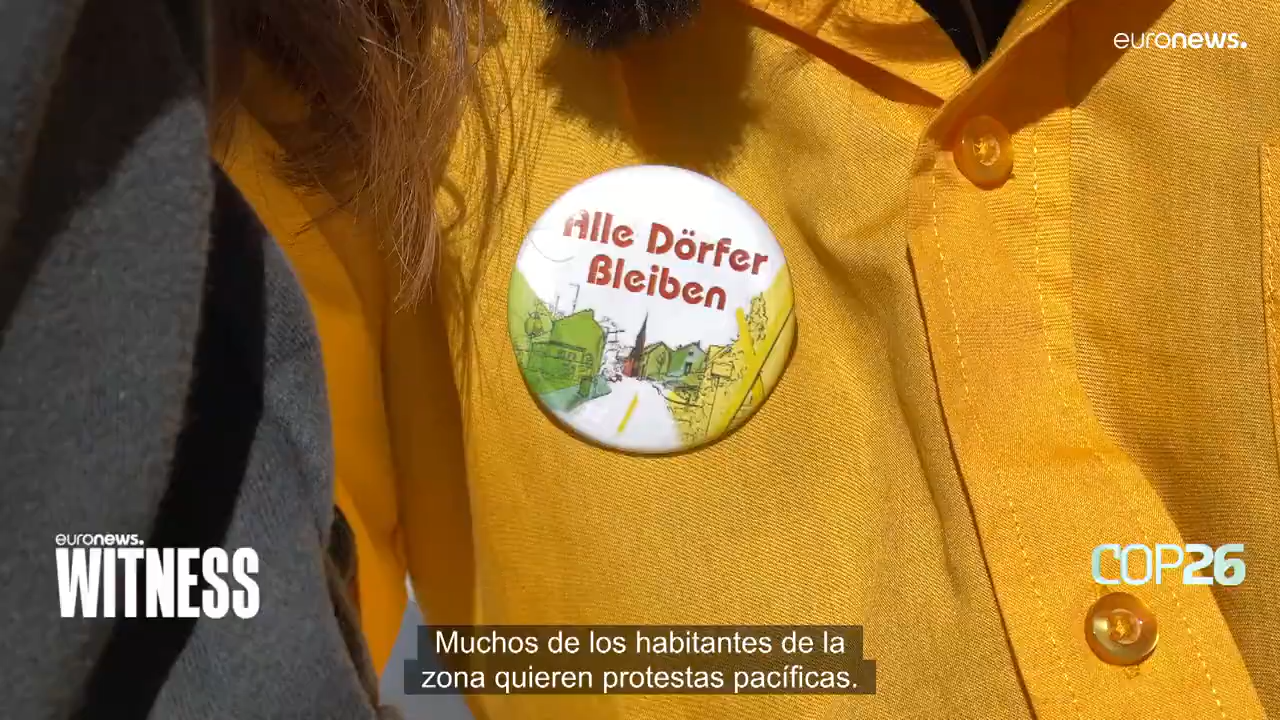 euronews.
Alle Dörfer
Bleiben
euronews.
WITNESS
COP26
Muchos de los habitantes de la
zona quieren protestas pacíficas.